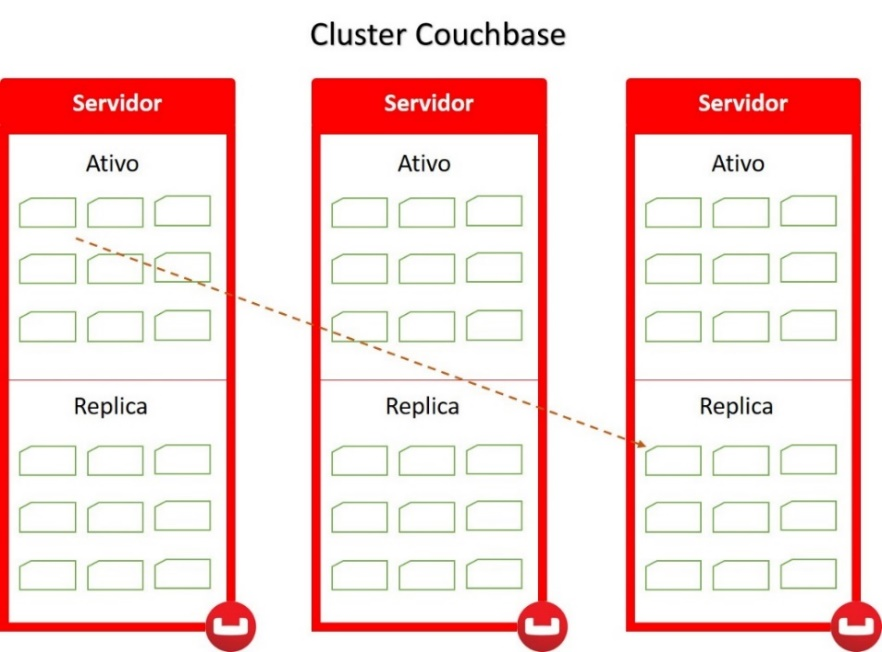 Cluster Couchbase
Servidor
Ativo
Replica
Servidor
Ativo
Replica
Servidor
Ativo
Replica